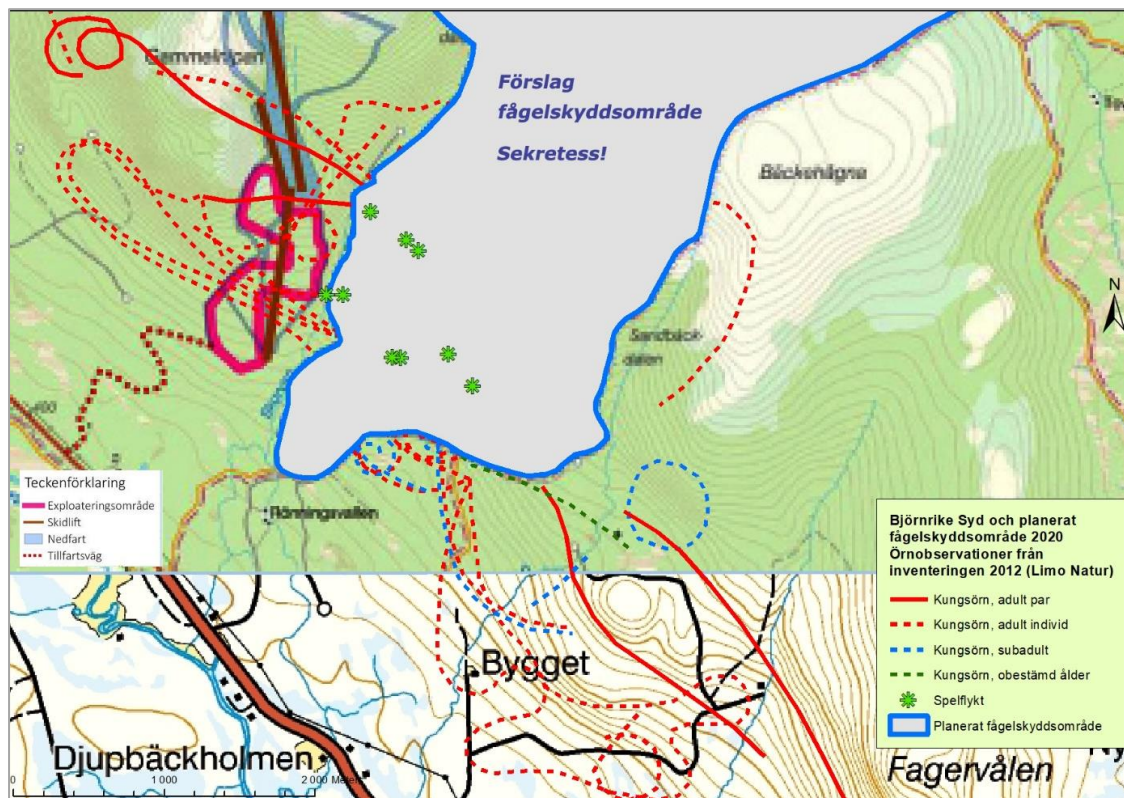 Gammelnipen
Förslag
fågelskyddsområde
Sekretess!
Bäckehågna
N
Sandbäck-
dalen
Rönningsvallen
Teckenförklaring
Exploateringsområde
Skidlift
Nedfart
Tillfartsväg
Björnrike Syd och planerat
fågelskyddsområde 2020
Örnobservationer från
inventeringen 2012 (Limo Natur)
Kungsörn, adult par
Kungsörn, adult individ
Kungsörn, subadult
Kungsörn, obestämd ålder
Spelflykt
Planerat fågelskyddsområde
Bygget
Djupbäckholmen
Fagervålen
0 1 000 2 000 Meter